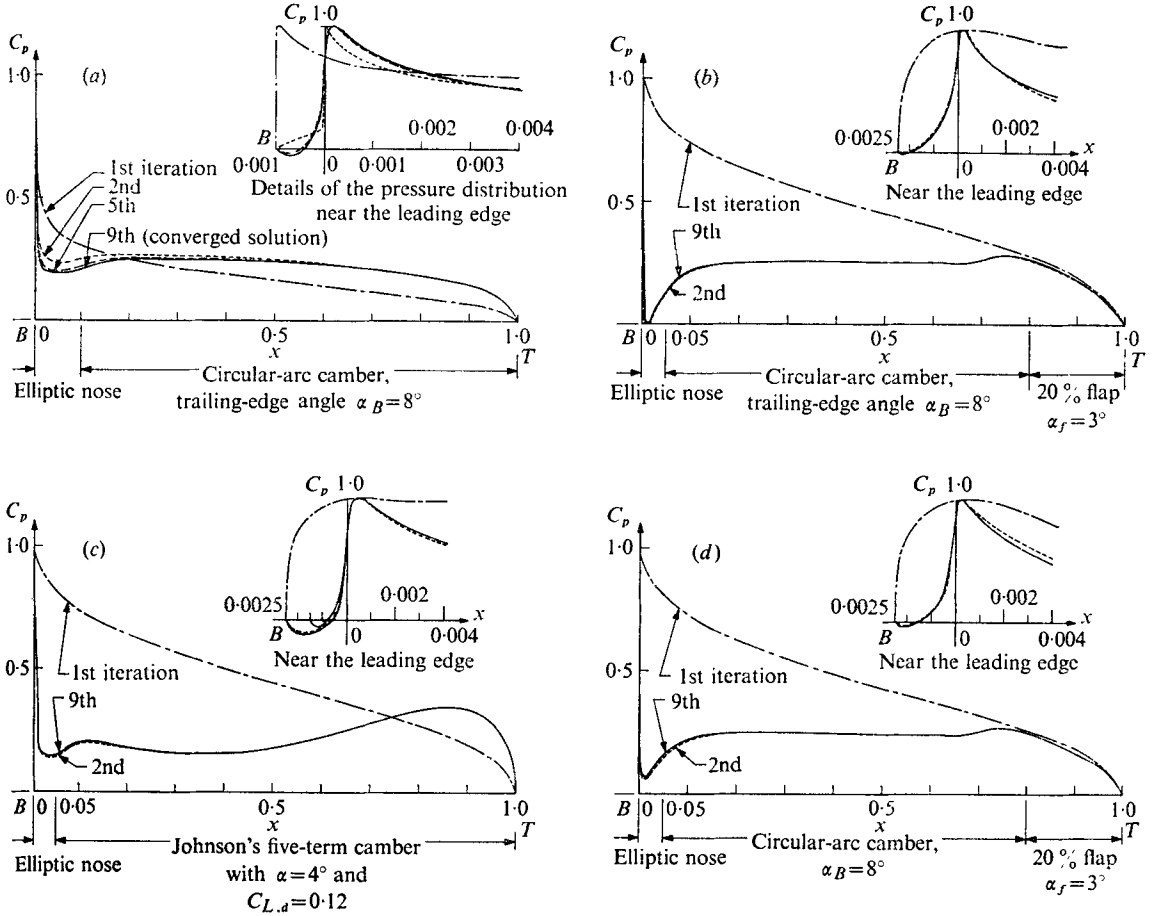 C_p 1·0
C_p
1·0
(a)
0·5
1st iteration
2nd
5th
9th (converged solution)
B
0·002
0·004
0·001
0
0·001
0·003
Details of the pressure distribution
near the leading edge
B
0
0·5
1·0
x
T
Elliptic nose
Circular-arc camber,
trailing-edge angle α_B=8°
C_p 1·0
C_p
1·0
(b)
0·5
1st iteration
9th
2nd
0·0025
0·002
x
B
0
0·004
Near the leading edge
B
0
0·05
0·5
1·0
x
T
Elliptic nose
Circular-arc camber,
trailing-edge angle α_B=8°
20 % flap
α_f=3°
C_p 1·0
C_p
1·0
(c)
0·5
1st iteration
9th
2nd
0·0025
0·002
x
B
0
0·004
Near the leading edge
B
0
0·05
0·5
1·0
x
T
Elliptic nose
Johnson's five-term camber
with α=4° and
C_{L,d}=0·12
C_p 1·0
C_p
1·0
(d)
0·5
1st iteration
9th
2nd
0·0025
0·002
x
B
0
0·004
Near the leading edge
B
0
0·05
0·5
1·0
x
T
Elliptic nose
Circular-arc camber,
α_B=8°
20 % flap
α_f=3°